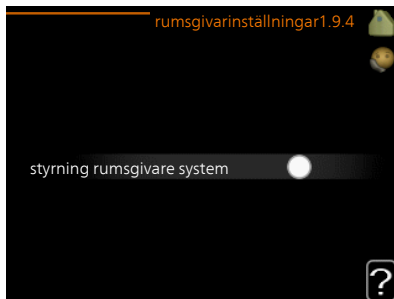 rumsgivarinställningar1.9.4
styrning rumsgivare system
?